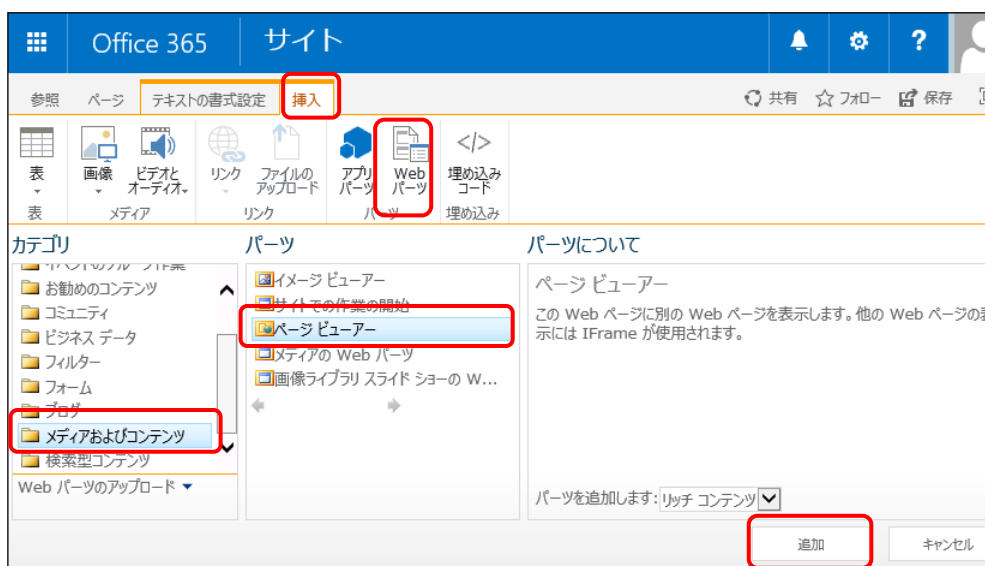 Office 365 サイト
参照 ページ テキストの書式設定 挿入 共有 フォロー 保存
表 画像 ビデオと オーディオ リンク ファイルの アップロード アプリ パーツ Web パーツ </> 埋め込み コード
表 メディア リンク パーツ 埋め込み
カテゴリ パーツ パーツについて
お勧めのコンテンツ
コミュニティ
ビジネス データ
フィルター
フォーム
ブログ
メディアおよびコンテンツ
検索型コンテンツ
Web パーツのアップロード
イメージ ビューアー
サイトでの作業の開始
ページ ビューアー
メディアの Web パーツ
画像ライブラリ スライド ショーの W...
ページ ビューアー
この Web ページに別の Web ページを表示します。他の Web ページの表
示には IFrame が使用されます。
パーツを追加します: リッチ コンテンツ
追加 キャンセル